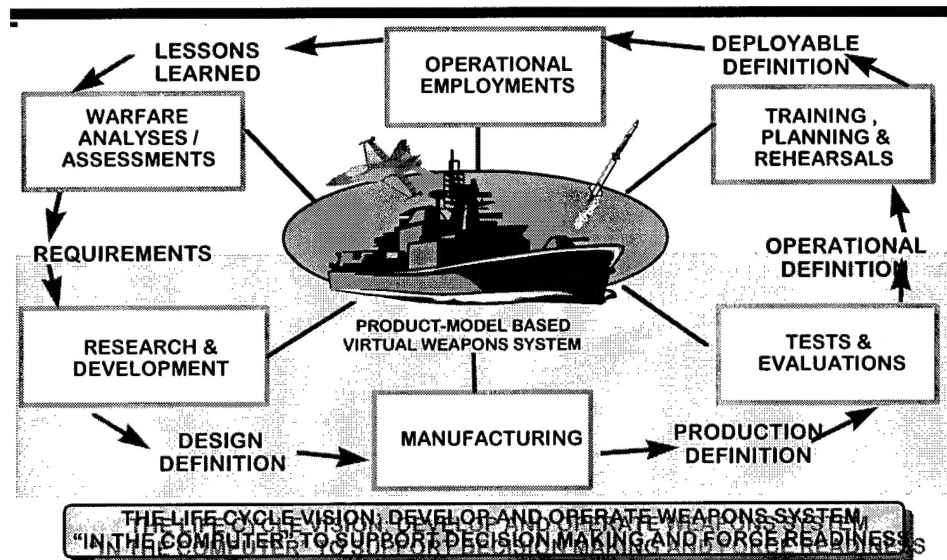 LESSONS
LEARNED
OPERATIONAL
EMPLOYMENTS
DEPLOYABLE
DEFINITION
WARFARE
ANALYSES /
ASSESSMENTS
TRAINING ,
PLANNING &
REHEARSALS
REQUIREMENTS
OPERATIONAL
DEFINITION
PRODUCT-MODEL BASED
VIRTUAL WEAPONS SYSTEM
RESEARCH &
DEVELOPMENT
TESTS &
EVALUATIONS
DESIGN
DEFINITION
MANUFACTURING
PRODUCTION
DEFINITION
THE LIFE CYCLE VISION: DEVELOP AND OPERATE WEAPONS SYSTEM
"IN THE COMPUTER" TO SUPPORT DECISION MAKING AND FORCE READINESS